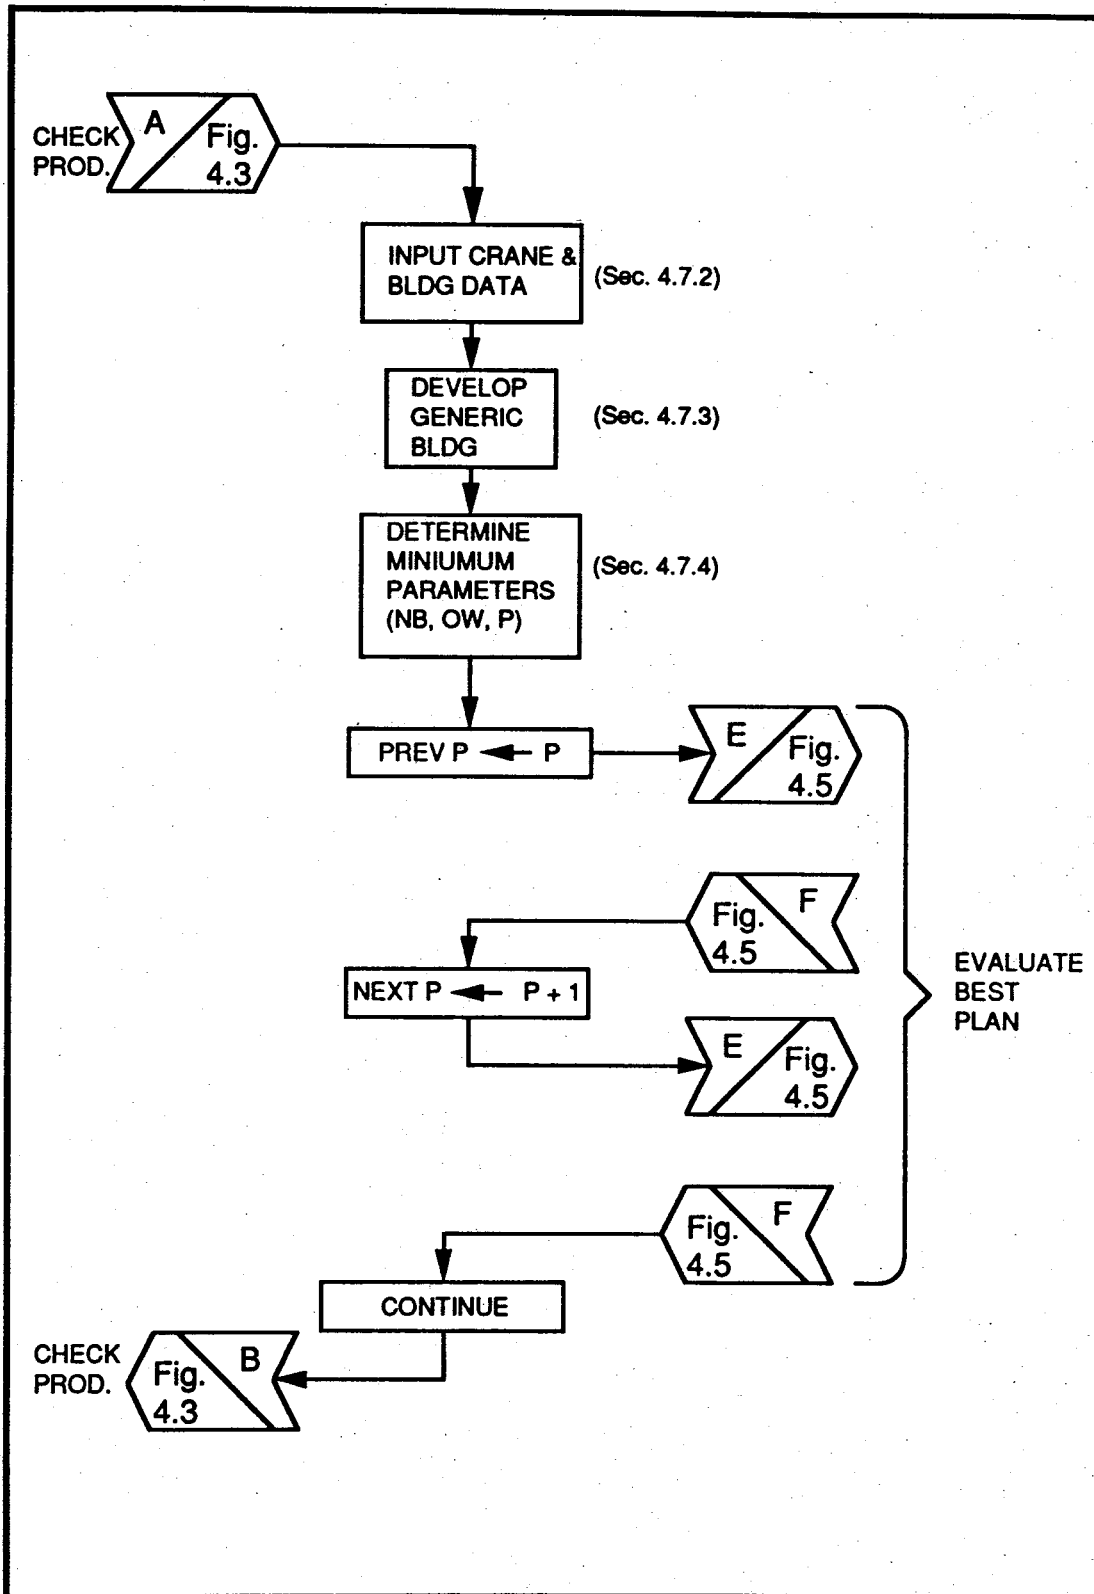 CHECK
PROD.
A
Fig.
4.3
INPUT CRANE &
BLDG DATA
(Sec. 4.7.2)
DEVELOP
GENERIC
BLDG
(Sec. 4.7.3)
DETERMINE
MINIUMUM
PARAMETERS
(NB, OW, P)
(Sec. 4.7.4)
PREV P ← P
E
Fig.
4.5
F
Fig.
4.5
NEXT P ← P + 1
E
Fig.
4.5
EVALUATE
BEST
PLAN
F
Fig.
4.5
CONTINUE
CHECK
PROD.
B
Fig.
4.3